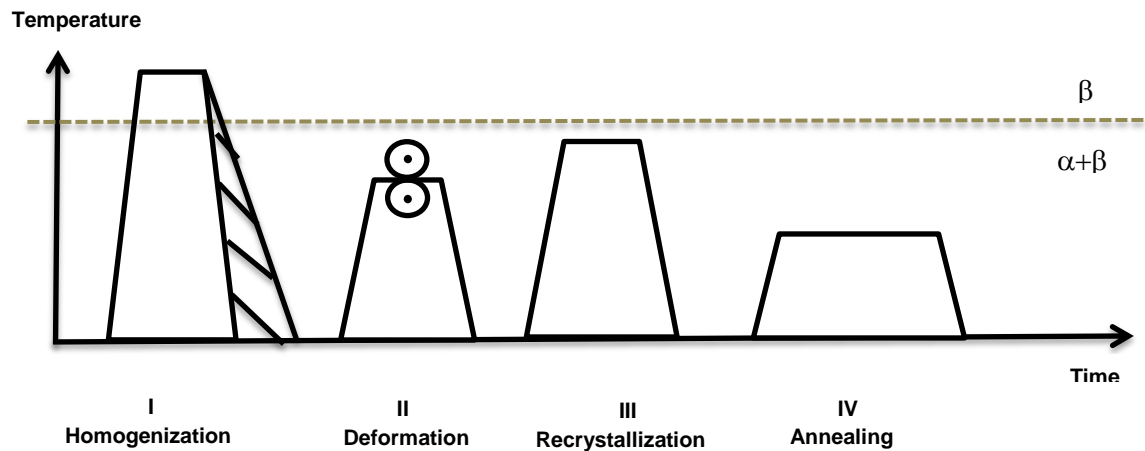 Temperature
β
α+β
Time
I II III IV
Homogenization Deformation Recrystallization Annealing